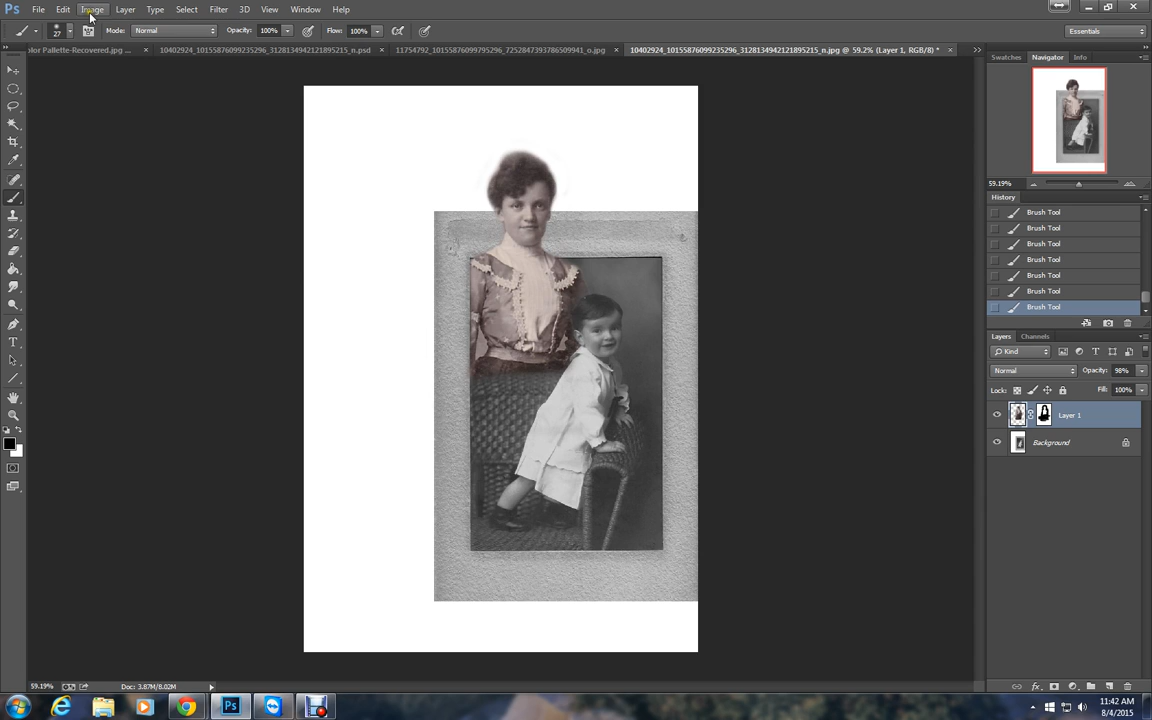 Ps File Edit Image Layer Type Select Filter 3D View Window Help
27 Mode: Normal Opacity: 100% Flow: 100% Essentials
olor Pallette-Recovered.jpg ... × 10402924_10155876099235296_3128134942121895215_n.psd × 11754792_10155876099795296_7252847393786509941_o.jpg × 10402924_10155876099235296_3128134942121895215_n.jpg @ 59.2% (Layer 1, RGB/8) * ×
Swatches Navigator Info
59.19%
History
Brush Tool
Brush Tool
Brush Tool
Brush Tool
Brush Tool
Brush Tool
Brush Tool
Layers Channels
Kind
Normal Opacity: 98%
Lock: Fill: 100%
Layer 1
Background
59.19% Doc: 3.87M/8.02M
11:42 AM
8/4/2015